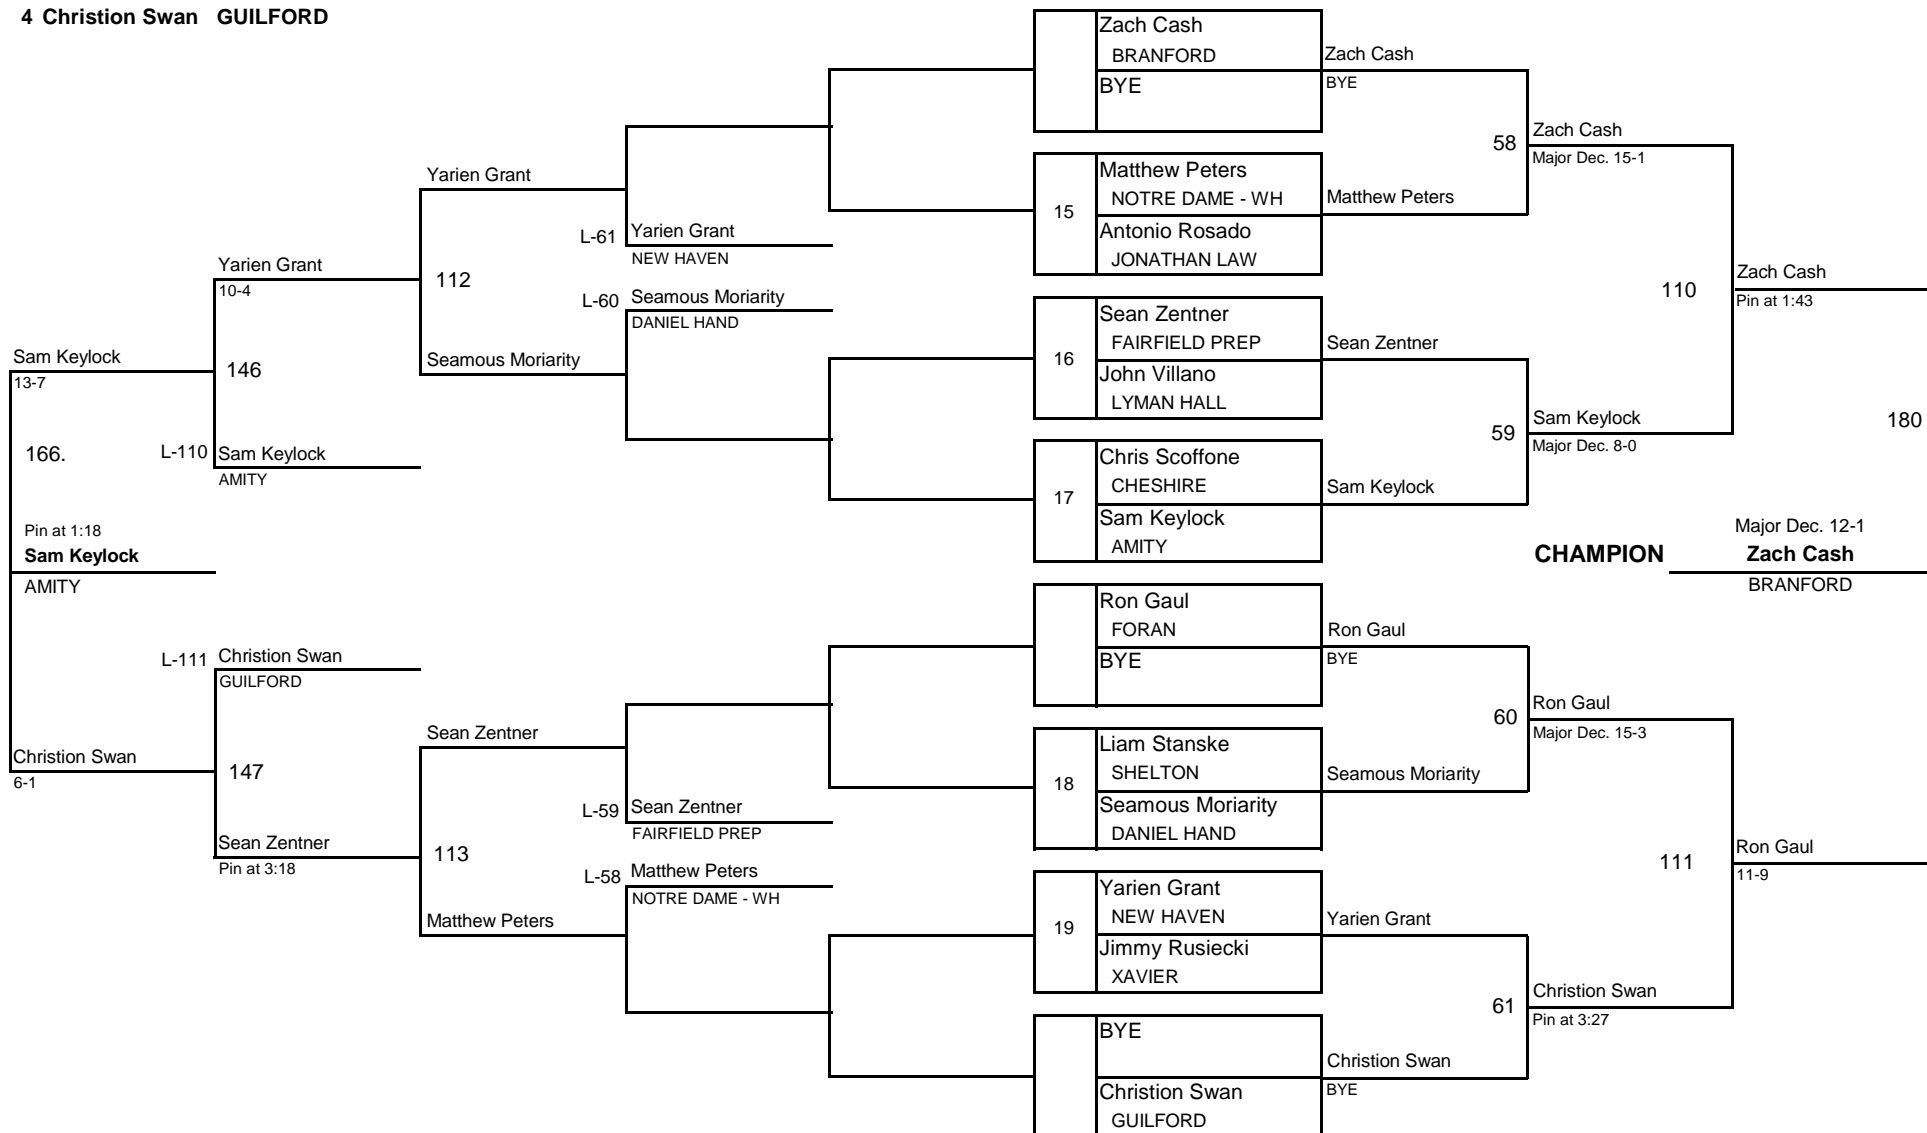 4 Christion Swan GUILFORD
Zach Cash
BRANFORD
BYE
Zach Cash
BYE
58
Zach Cash
Major Dec. 15-1
15
Matthew Peters
NOTRE DAME - WH
Antonio Rosado
JONATHAN LAW
Matthew Peters
110
Zach Cash
Pin at 1:43
16
Sean Zentner
FAIRFIELD PREP
John Villano
LYMAN HALL
Sean Zentner
59
Sam Keylock
Major Dec. 8-0
17
Chris Scoffone
CHESHIRE
Sam Keylock
AMITY
Sam Keylock
180
Major Dec. 12-1
CHAMPION Zach Cash
BRANFORD
Ron Gaul
FORAN
BYE
Ron Gaul
BYE
60
Ron Gaul
Major Dec. 15-3
18
Liam Stanske
SHELTON
Seamous Moriarity
DANIEL HAND
Seamous Moriarity
111
Ron Gaul
11-9
19
Yarien Grant
NEW HAVEN
Jimmy Rusiecki
XAVIER
Yarien Grant
61
Christion Swan
Pin at 3:27
BYE
Christion Swan
GUILFORD
Christion Swan
BYE
Yarien Grant
L-61 Yarien Grant
NEW HAVEN
112
L-60 Seamous Moriarity
DANIEL HAND
Seamous Moriarity
Yarien Grant
10-4
146
L-110 Sam Keylock
AMITY
Sam Keylock
13-7
166.
Pin at 1:18
Sam Keylock
AMITY
L-111 Christion Swan
GUILFORD
147
Christion Swan
6-1
Sean Zentner
Pin at 3:18
Sean Zentner
113
L-59 Sean Zentner
FAIRFIELD PREP
L-58 Matthew Peters
NOTRE DAME - WH
Matthew Peters